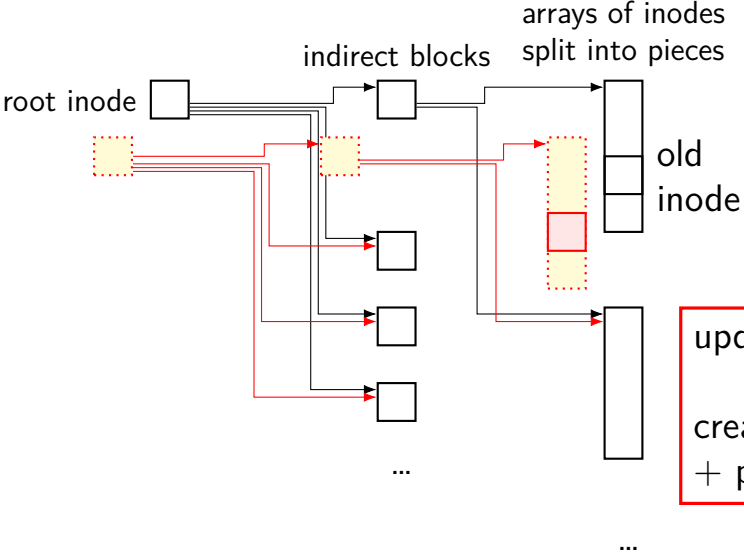 arrays of inodes
split into pieces
indirect blocks
root inode
old
inode
...
+
...